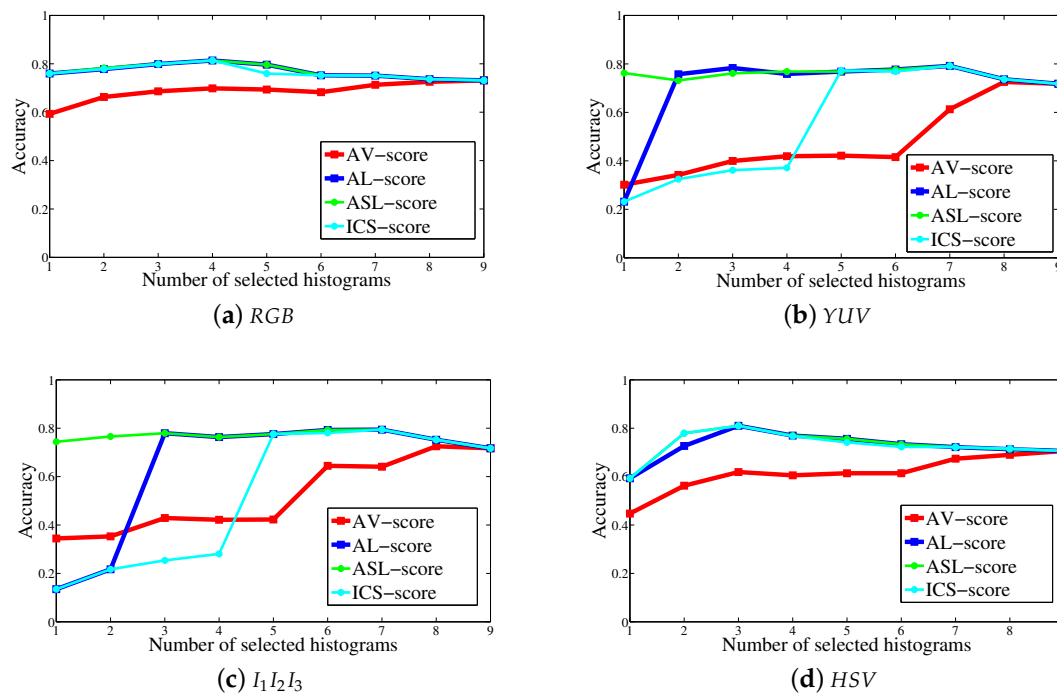 1
0.8
0.6
0.4
0.2
0
Accuracy
AV−score
AL−score
ASL−score
ICS−score
1 2 3 4 5 6 7 8 9
Number of selected histograms
(a) RGB
1
0.8
0.6
0.4
0.2
0
Accuracy
AV−score
AL−score
ASL−score
ICS−score
1 2 3 4 5 6 7 8 9
Number of selected histograms
(b) YUV
1
0.8
0.6
0.4
0.2
0
Accuracy
AV−score
AL−score
ASL−score
ICS−score
1 2 3 4 5 6 7 8 9
Number of selected histograms
(c) I1I2I3
1
0.8
0.6
0.4
0.2
0
Accuracy
AV−score
AL−score
ASL−score
ICS−score
1 2 3 4 5 6 7 8
Number of selected histograms
(d) HSV